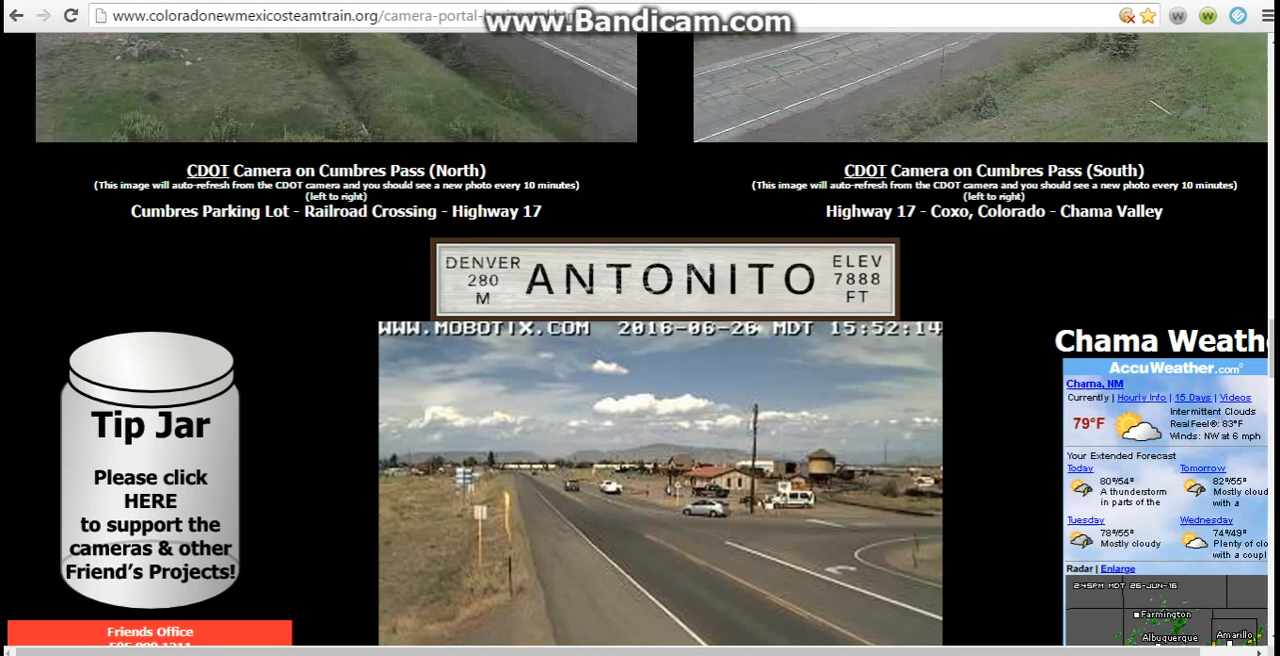 www.coloradonewmexicosteamtrain.org/camera-portal-
www.Bandicam.com
CDOT Camera on Cumbres Pass (North)
(This image will auto-refresh from the CDOT camera and you should see a new photo every 10 minutes)
(left to right)
Cumbres Parking Lot - Railroad Crossing - Highway 17
CDOT Camera on Cumbres Pass (South)
(This image will auto-refresh from the CDOT camera and you should see a new photo every 10 minutes)
(left to right)
Highway 17 - Coxo, Colorado - Chama Valley
DENVER
280
M
ANTONITO
ELEV
7888
FT
WWW.MOBOTIX.COM 2016-06-26 MDT 15:52:14
Tip Jar
Please click
HERE
to support the
cameras & other
Friend's Projects!
Friends Office
Chama Weathe
AccuWeather.com
Chama, NM
Currently | Hourly Info | 15 Days | Videos
79°F
Intermittent Clouds
RealFeel®: 83°F
Winds: NW at 6 mph
Your Extended Forecast
Today
80°/54°
A thunderstorm
in parts of the
Tomorrow
82°/55°
Mostly cloud
with a
Tuesday
78°/55°
Mostly cloudy
Wednesday
74°/49°
Plenty of clo
with a coupl
Radar | Enlarge
2:45PM MDT 26-JUN-16
Farmington
Albuquerque
Amarillo